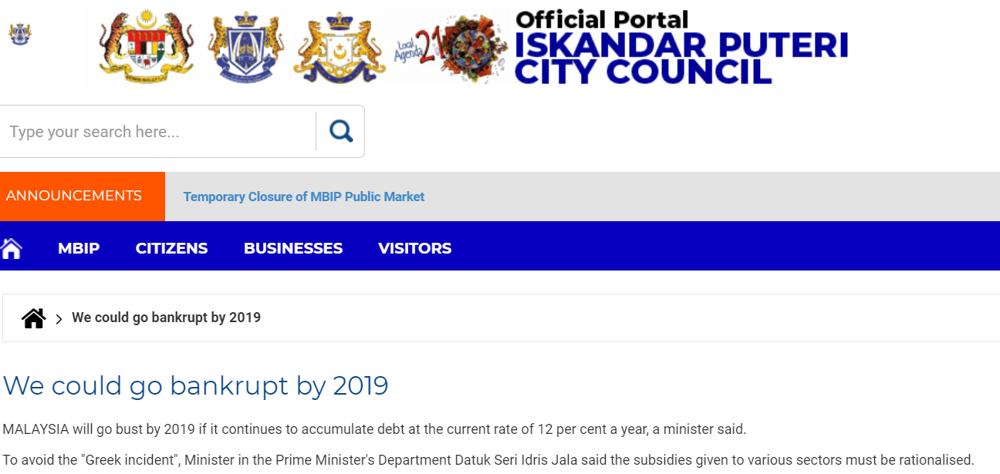 Official Portal
ISKANDAR PUTERI
CITY COUNCIL
Local
Agenda 21
Type your search here...
ANNOUNCEMENTS
Temporary Closure of MBIP Public Market
MBIP CITIZENS BUSINESSES VISITORS
We could go bankrupt by 2019
We could go bankrupt by 2019
MALAYSIA will go bust by 2019 if it continues to accumulate debt at the current rate of 12 per cent a year, a minister said.
To avoid the "Greek incident", Minister in the Prime Minister's Department Datuk Seri Idris Jala said the subsidies given to various sectors must be rationalised.